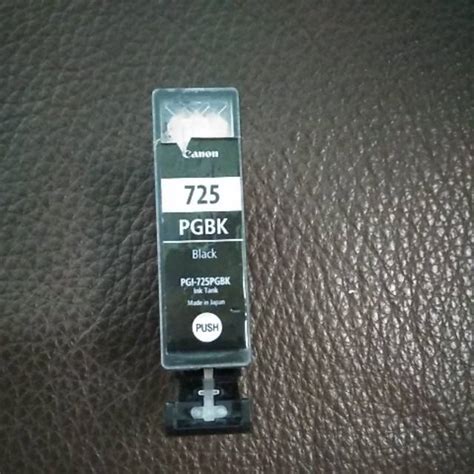 Canon
725
PGBK
Black
PGI-725PGBK
Ink Tank
Made in Japan
PUSH